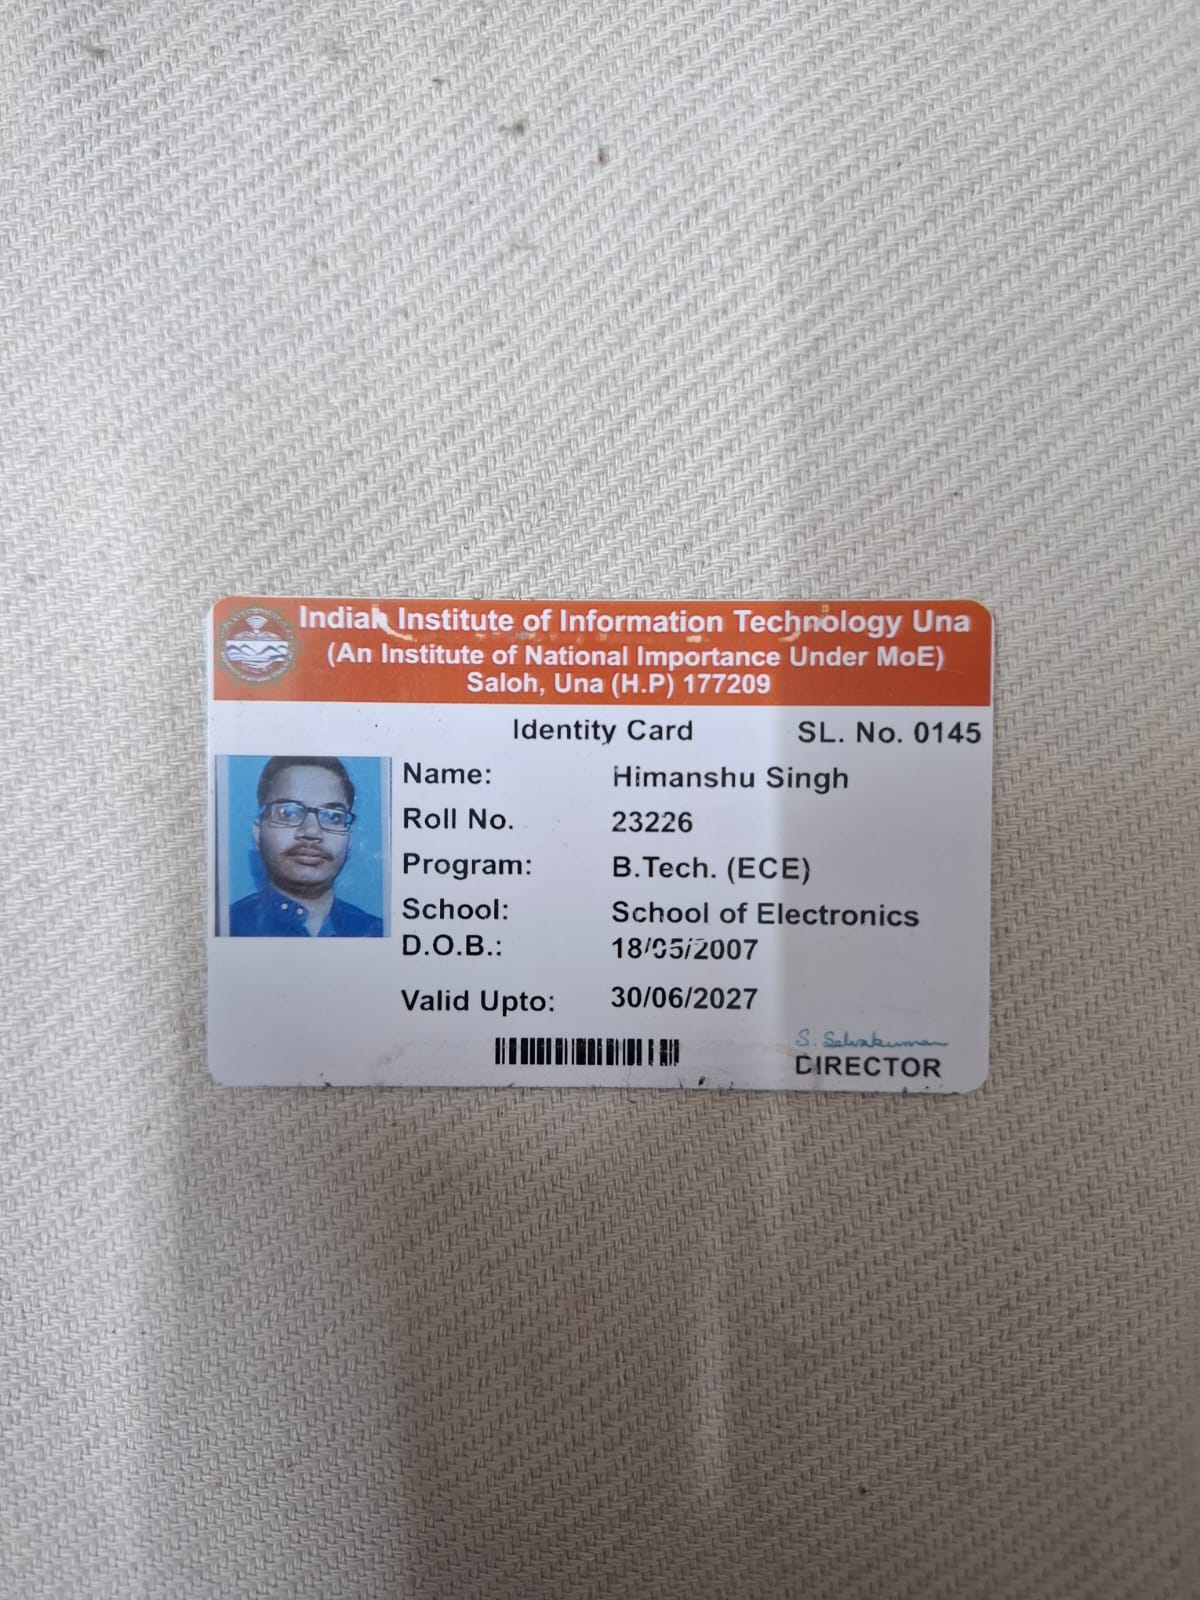 Indian Institute of Information Technology Una
(An Institute of National Importance Under MoE)
Saloh, Una (H.P) 177209
Identity Card SL. No. 0145
Name: Himanshu Singh
Roll No. 23226
Program: B.Tech. (ECE)
School: School of Electronics
D.O.B.: 18/05/2007
Valid Upto: 30/06/2027
S. Selvakumar
DIRECTOR